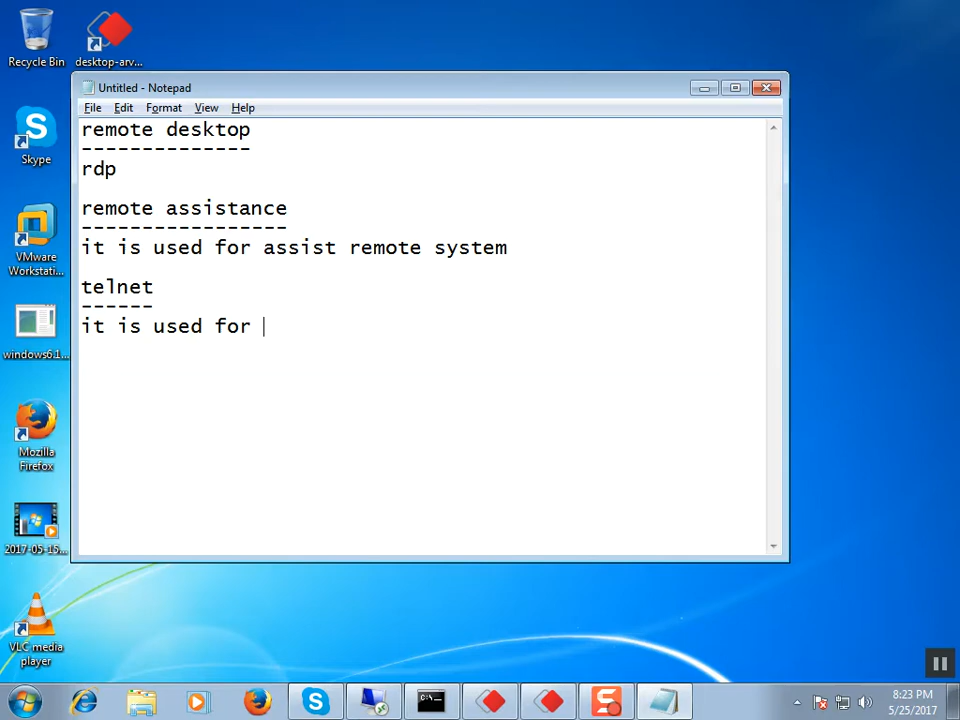 Recycle Bin
desktop-arv...
Untitled - Notepad
File Edit Format View Help
remote desktop
--------------
rdp
remote assistance
-----------------
it is used for assist remote system
telnet
------
it is used for
Skype
VMware
Workstati...
windows6.1...
Mozilla
Firefox
2017-05-15...
VLC media
player
8:23 PM
5/25/2017